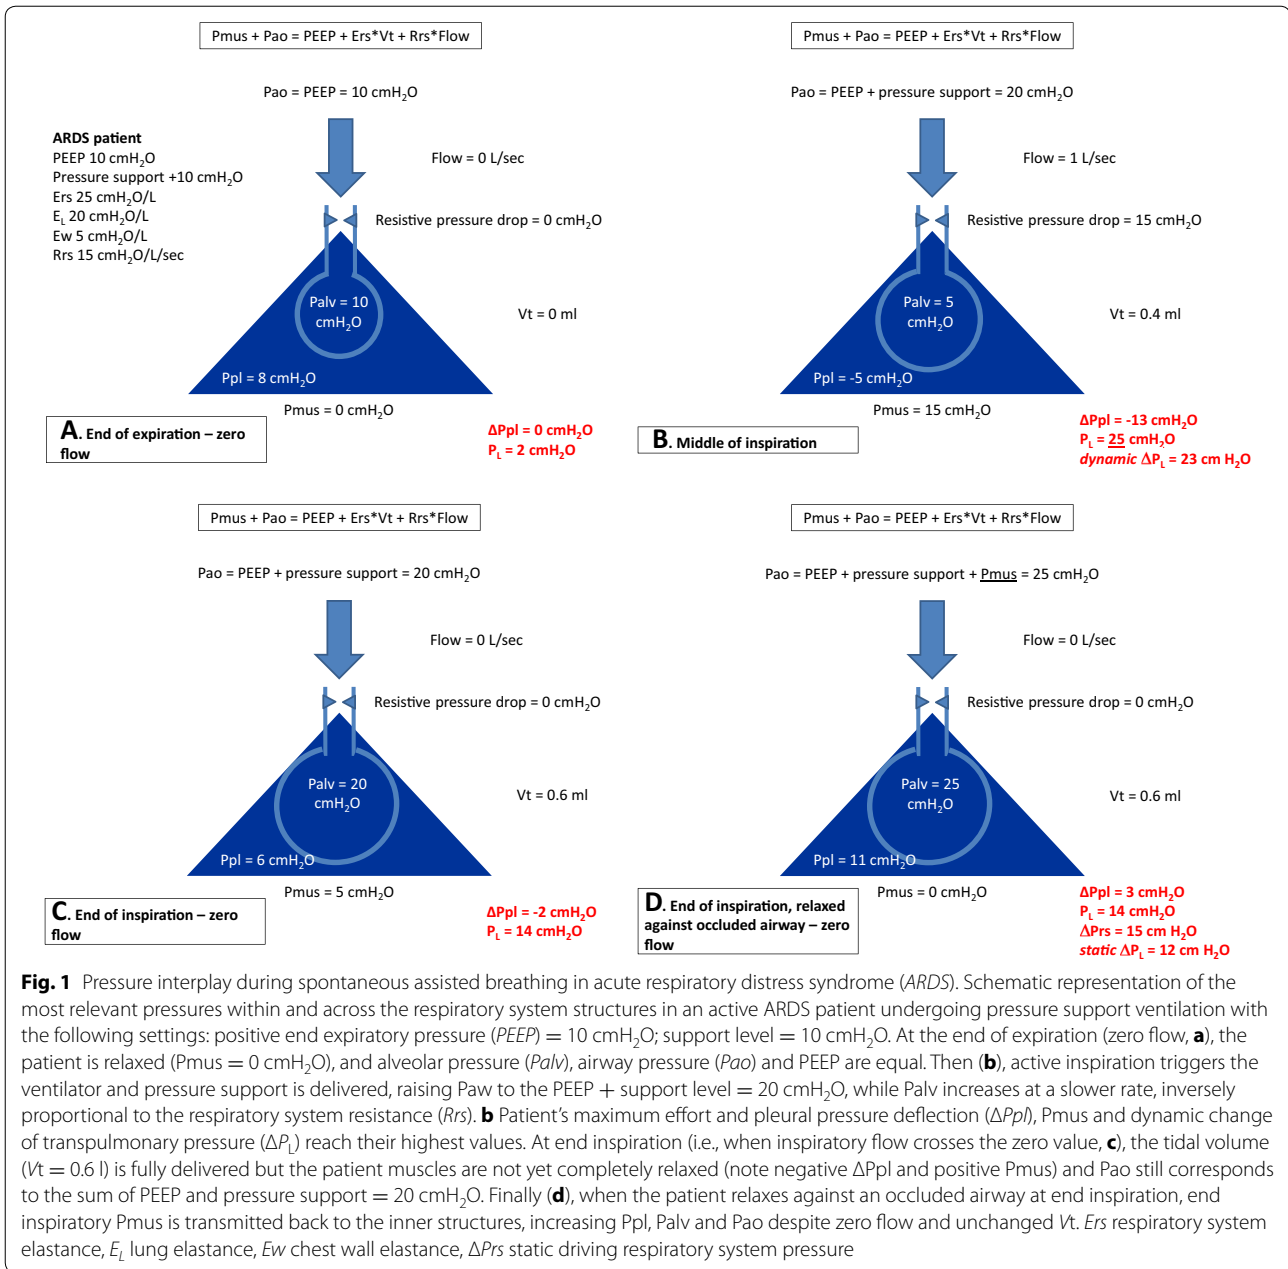 Pmus + Pao = PEEP + Ers*Vt + Rrs*Flow
Pao = PEEP = 10 cmH₂O
ARDS patient
PEEP 10 cmH₂O
Pressure support +10 cmH₂O
Ers 25 cmH₂O/L
E_L 20 cmH₂O/L
Ew 5 cmH₂O/L
Rrs 15 cmH₂O/L/sec
Flow = 0 L/sec
Resistive pressure drop = 0 cmH₂O
Palv = 10
cmH₂O
Vt = 0 ml
Ppl = 8 cmH₂O
Pmus = 0 cmH₂O
A. End of expiration – zero
flow
ΔPpl = 0 cmH₂O
P_L = 2 cmH₂O
Pmus + Pao = PEEP + Ers*Vt + Rrs*Flow
Pao = PEEP + pressure support = 20 cmH₂O
Flow = 1 L/sec
Resistive pressure drop = 15 cmH₂O
Palv = 5
cmH₂O
Vt = 0.4 ml
Ppl = -5 cmH₂O
Pmus = 15 cmH₂O
B. Middle of inspiration
ΔPpl = -13 cmH₂O
P_L = 25 cmH₂O
dynamic ΔP_L = 23 cm H₂O
Pmus + Pao = PEEP + Ers*Vt + Rrs*Flow
Pao = PEEP + pressure support = 20 cmH₂O
Flow = 0 L/sec
Resistive pressure drop = 0 cmH₂O
Palv = 20
cmH₂O
Vt = 0.6 ml
Ppl = 6 cmH₂O
Pmus = 5 cmH₂O
C. End of inspiration – zero
flow
ΔPpl = -2 cmH₂O
P_L = 14 cmH₂O
Pmus + Pao = PEEP + Ers*Vt + Rrs*Flow
Pao = PEEP + pressure support + Pmus = 25 cmH₂O
Flow = 0 L/sec
Resistive pressure drop = 0 cmH₂O
Palv = 25
cmH₂O
Vt = 0.6 ml
Ppl = 11 cmH₂O
Pmus = 0 cmH₂O
D. End of inspiration, relaxed
against occluded airway – zero
flow
ΔPpl = 3 cmH₂O
P_L = 14 cmH₂O
ΔPrs = 15 cm H₂O
static ΔP_L = 12 cm H₂O
Fig. 1 Pressure interplay during spontaneous assisted breathing in acute respiratory distress syndrome (ARDS). Schematic representation of the
most relevant pressures within and across the respiratory system structures in an active ARDS patient undergoing pressure support ventilation with
the following settings: positive end expiratory pressure (PEEP) = 10 cmH₂O; support level = 10 cmH₂O. At the end of expiration (zero flow, a), the
patient is relaxed (Pmus = 0 cmH₂O), and alveolar pressure (Palv), airway pressure (Pao) and PEEP are equal. Then (b), active inspiration triggers the
ventilator and pressure support is delivered, raising Paw to the PEEP + support level = 20 cmH₂O, while Palv increases at a slower rate, inversely
proportional to the respiratory system resistance (Rrs). b Patient's maximum effort and pleural pressure deflection (ΔPpl), Pmus and dynamic change
of transpulmonary pressure (ΔP_L) reach their highest values. At end inspiration (i.e., when inspiratory flow crosses the zero value, c), the tidal volume
(Vt = 0.6 l) is fully delivered but the patient muscles are not yet completely relaxed (note negative ΔPpl and positive Pmus) and Pao still corresponds
to the sum of PEEP and pressure support = 20 cmH₂O. Finally (d), when the patient relaxes against an occluded airway at end inspiration, end
inspiratory Pmus is transmitted back to the inner structures, increasing Ppl, Palv and Pao despite zero flow and unchanged Vt. Ers respiratory system
elastance, E_L lung elastance, Ew chest wall elastance, ΔPrs static driving respiratory system pressure